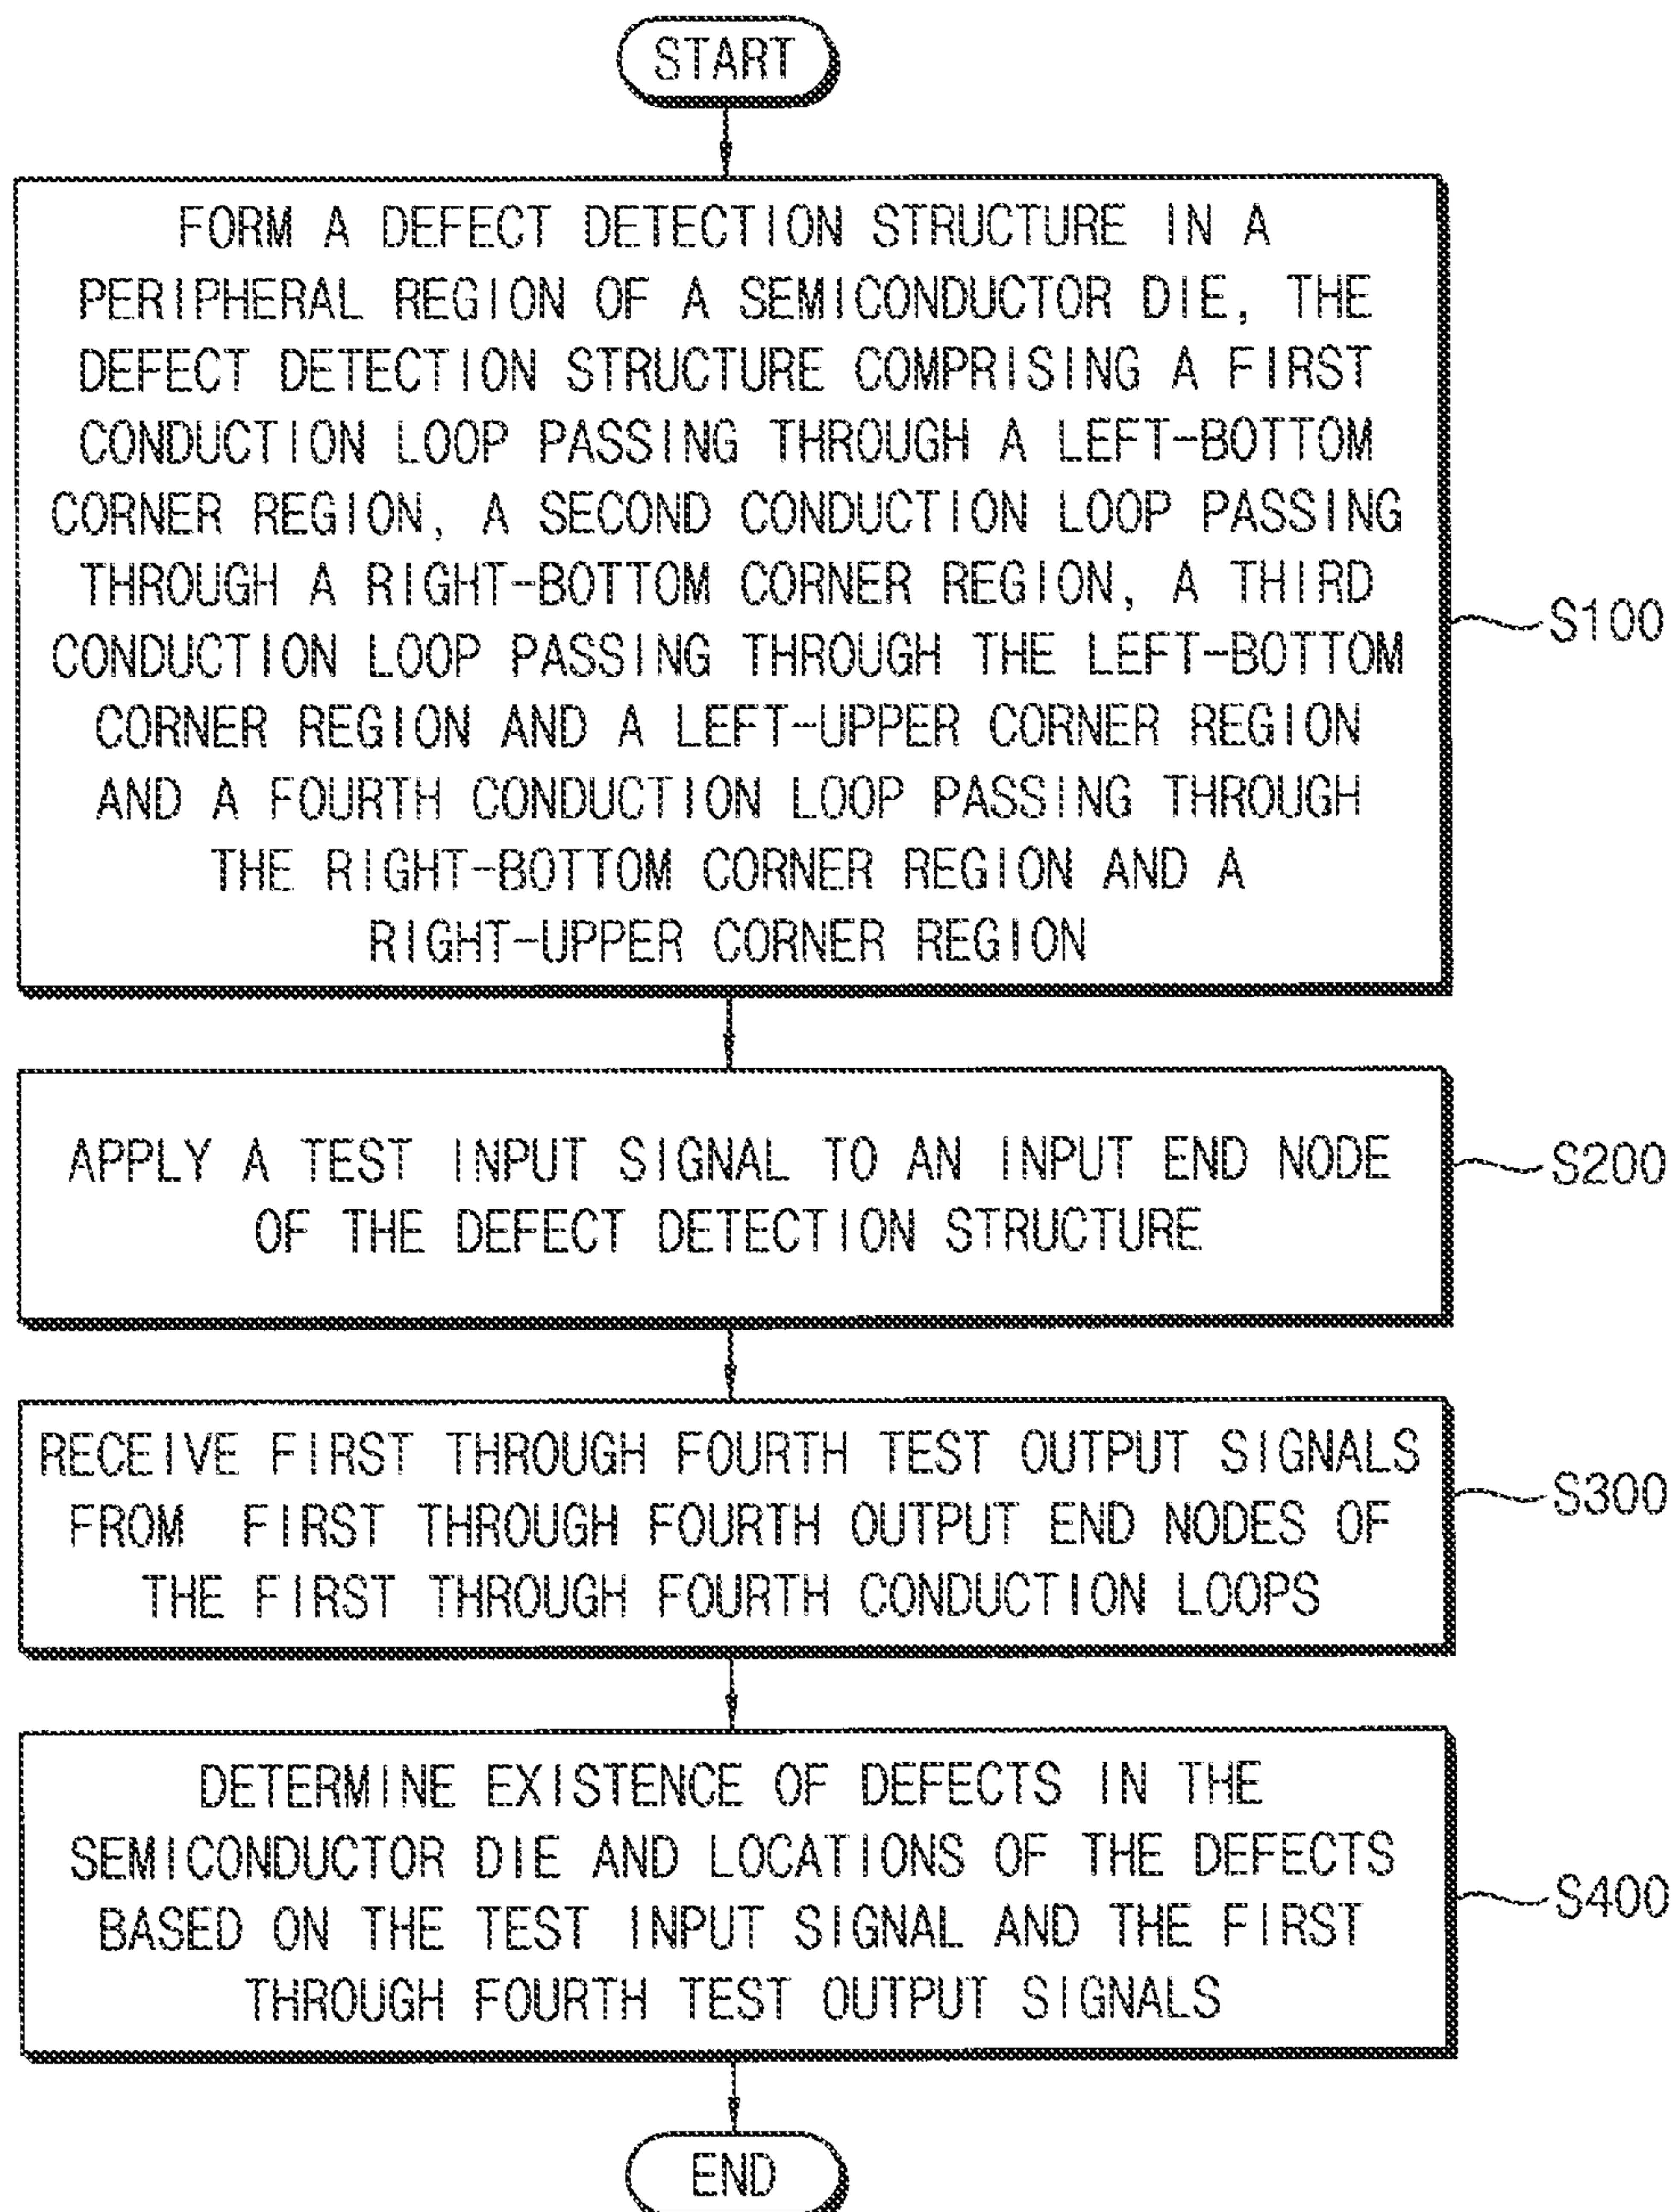 START
FORM A DEFECT DETECTION STRUCTURE IN A
PERIPHERAL REGION OF A SEMICONDUCTOR DIE, THE
DEFECT DETECTION STRUCTURE COMPRISING A FIRST
CONDUCTION LOOP PASSING THROUGH A LEFT-BOTTOM
CORNER REGION, A SECOND CONDUCTION LOOP PASSING
THROUGH A RIGHT-BOTTOM CORNER REGION, A THIRD
CONDUCTION LOOP PASSING THROUGH THE LEFT-BOTTOM
CORNER REGION AND A LEFT-UPPER CORNER REGION
AND A FOURTH CONDUCTION LOOP PASSING THROUGH
THE RIGHT-BOTTOM CORNER REGION AND A
RIGHT-UPPER CORNER REGION
S100
APPLY A TEST INPUT SIGNAL TO AN INPUT END NODE
OF THE DEFECT DETECTION STRUCTURE
S200
RECEIVE FIRST THROUGH FOURTH TEST OUTPUT SIGNALS
FROM FIRST THROUGH FOURTH OUTPUT END NODES OF
THE FIRST THROUGH FOURTH CONDUCTION LOOPS
S300
DETERMINE EXISTENCE OF DEFECTS IN THE
SEMICONDUCTOR DIE AND LOCATIONS OF THE DEFECTS
BASED ON THE TEST INPUT SIGNAL AND THE FIRST
THROUGH FOURTH TEST OUTPUT SIGNALS
S400
END